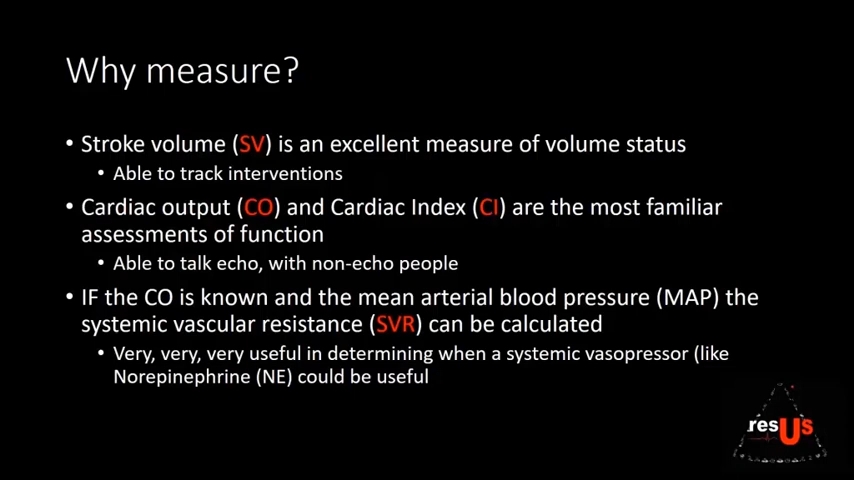 Why measure?
• Stroke volume (SV) is an excellent measure of volume status
• Able to track interventions
• Cardiac output (CO) and Cardiac Index (CI) are the most familiar
assessments of function
• Able to talk echo, with non-echo people
• IF the CO is known and the mean arterial blood pressure (MAP) the
systemic vascular resistance (SVR) can be calculated
• Very, very, very useful in determining when a systemic vasopressor (like
Norepinephrine (NE) could be useful
resUs